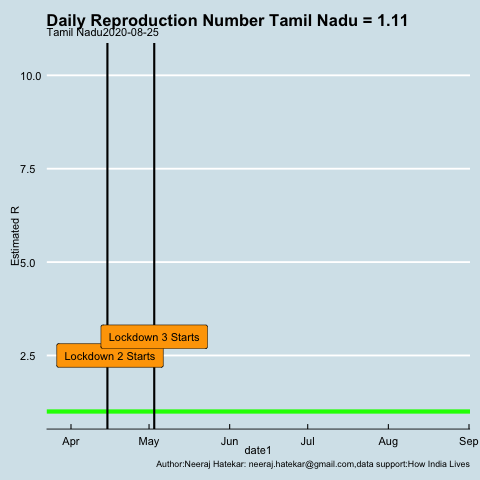 Daily Reproduction Number Tamil Nadu = 1.11
Tamil Nadu2020-08-25
10.0
7.5
Estimated R
5.0
Lockdown 3 Starts
Lockdown 2 Starts
2.5
Apr May Jun Jul Aug Sep
date1
Author:Neeraj Hatekar: neeraj.hatekar@gmail.com,data support:How India Lives